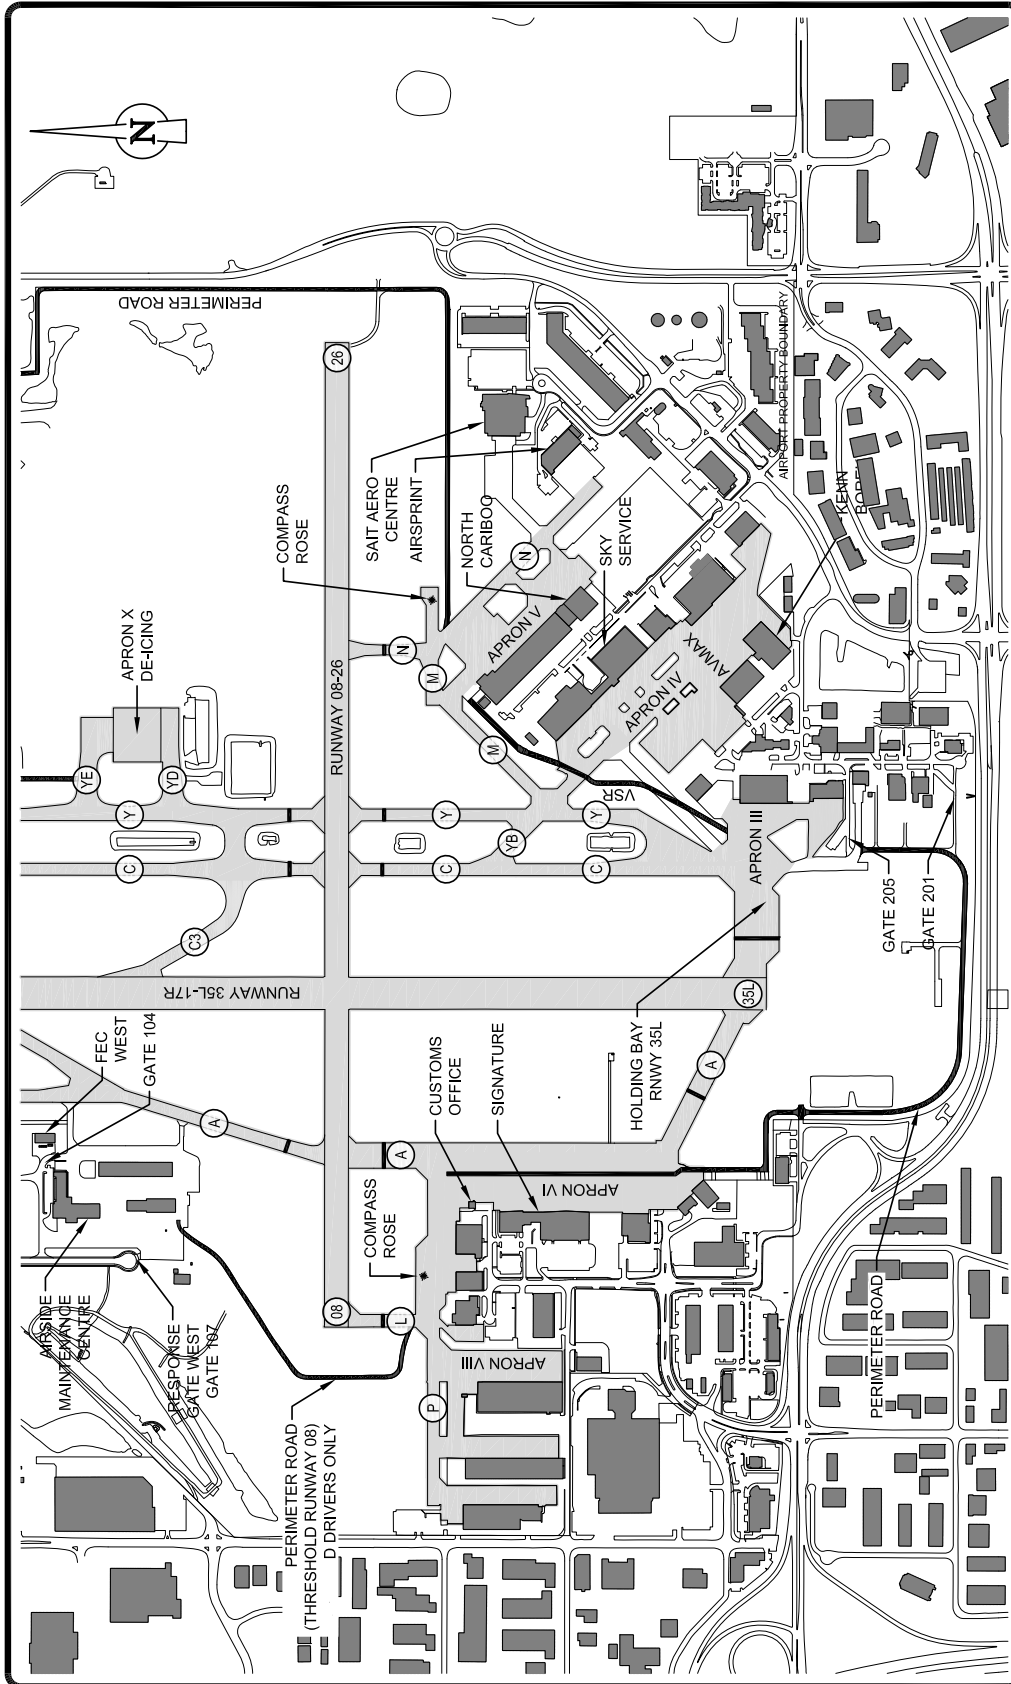 N
PERIMETER ROAD
26
COMPASS
ROSE
SAIT AERO
CENTRE
AIRSPRINT
NORTH
CARIBOO
SKY
SERVICE
AIRPORT PROPERTY BOUNDARY
KENN
BOREK
APRON X
DE-ICING
RUNWAY 08-26
N
N
M
M
APRON V
APRON IV
AVMAX
YE
YD
Y
Y
Y
YB
VSR
C
C
C
C3
APRON III
GATE 205
GATE 201
RUNWAY 35L-17R
35L
HOLDING BAY
RNWY 35L
FEC
WEST
GATE 104
A
A
A
CUSTOMS
OFFICE
SIGNATURE
APRON VI
COMPASS
ROSE
08
L
P
APRON VIII
AIRSIDE
MAINTENANCE
CENTRE
RESPONSE
GATE WEST
GATE 107
PERIMETER ROAD
(THRESHOLD RUNWAY 08)
D DRIVERS ONLY
PERIMETER ROAD